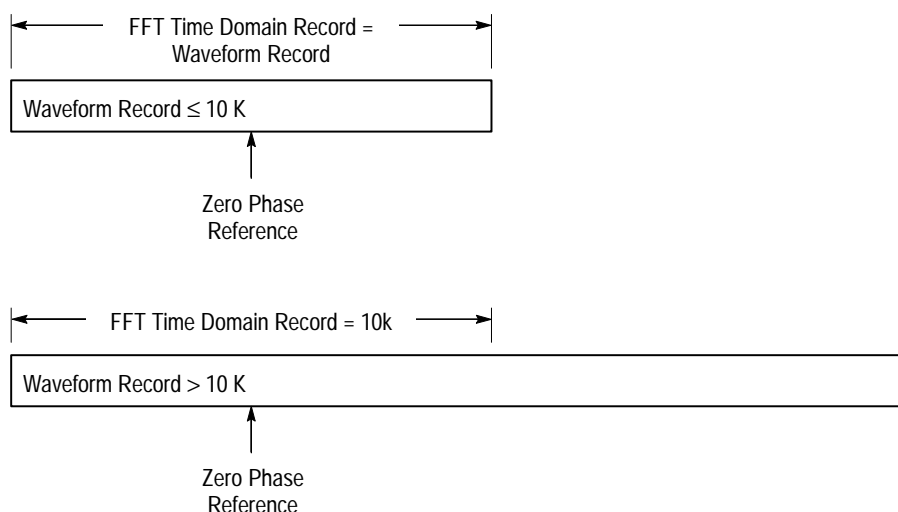 FFT Time Domain Record =
Waveform Record
Waveform Record ≤ 10 K
Zero Phase
Reference
FFT Time Domain Record = 10k
Waveform Record > 10 K
Zero Phase
Reference